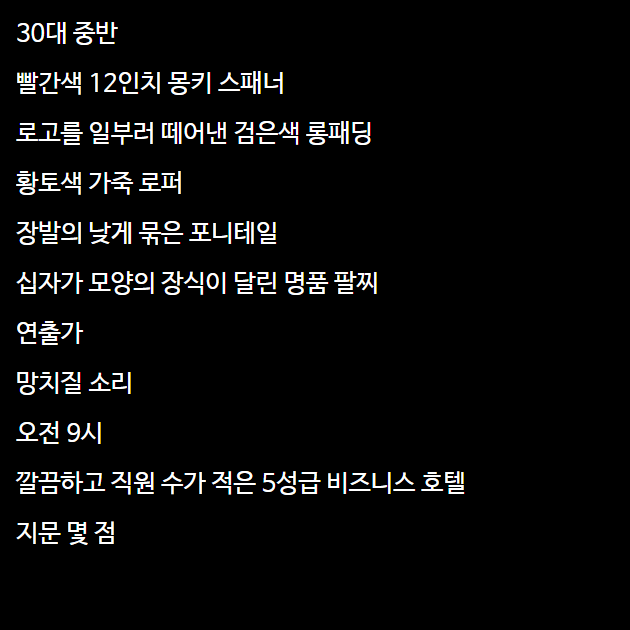 30대 중반
빨간색 12인치 몽키 스패너
로고를 일부러 떼어낸 검은색 롱패딩
황토색 가죽 로퍼
장발의 낮게 묶은 포니테일
십자가 모양의 장식이 달린 명품 팔찌
연출가
망치질 소리
오전 9시
깔끔하고 직원 수가 적은 5성급 비즈니스 호텔
지문 몇 점